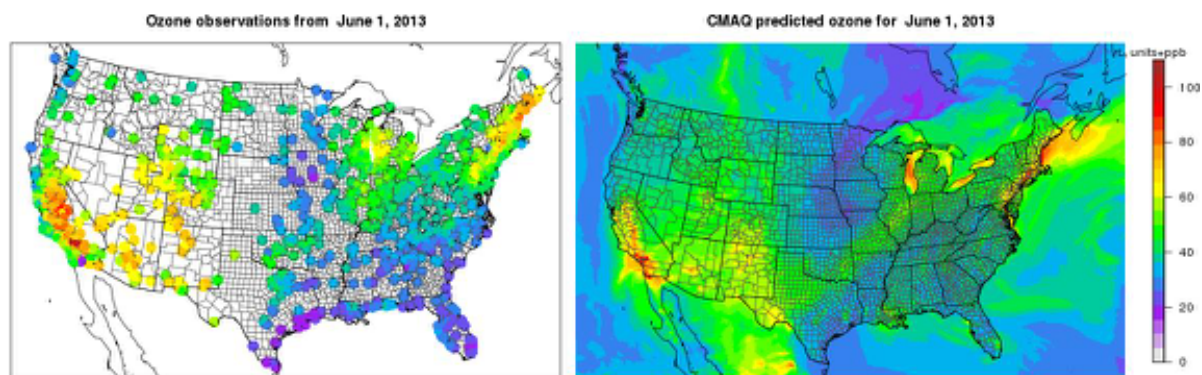 Ozone observations from June 1, 2013
CMAQ predicted ozone for June 1, 2013
units=ppb
100
80
60
40
20
0